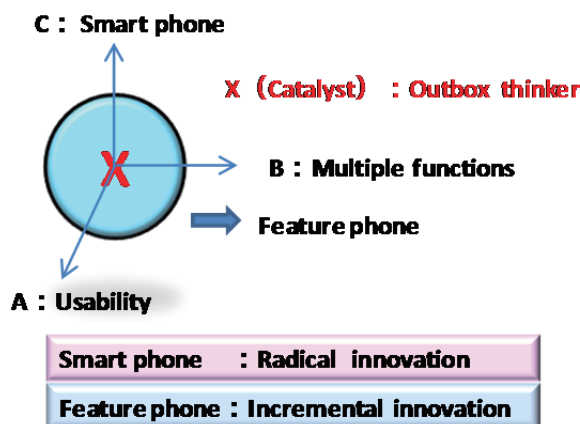 C : Smart phone
X (Catalyst) : Outbox thinker
X
B : Multiple functions
Feature phone
A : Usability
Smart phone : Radical innovation
Feature phone : Incremental innovation